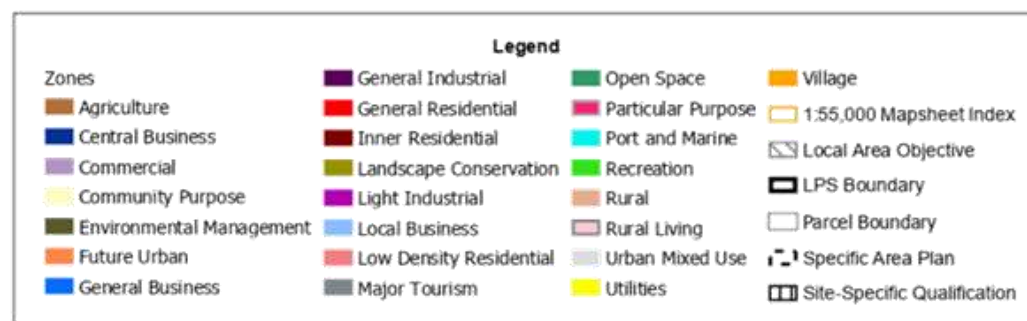 Legend
Zones
Agriculture
Central Business
Commercial
Community Purpose
Environmental Management
Future Urban
General Business
General Industrial
General Residential
Inner Residential
Landscape Conservation
Light Industrial
Local Business
Low Density Residential
Major Tourism
Open Space
Particular Purpose
Port and Marine
Recreation
Rural
Rural Living
Urban Mixed Use
Utilities
Village
1:55,000 Mapsheet Index
Local Area Objective
LPS Boundary
Parcel Boundary
Specific Area Plan
Site-Specific Qualification